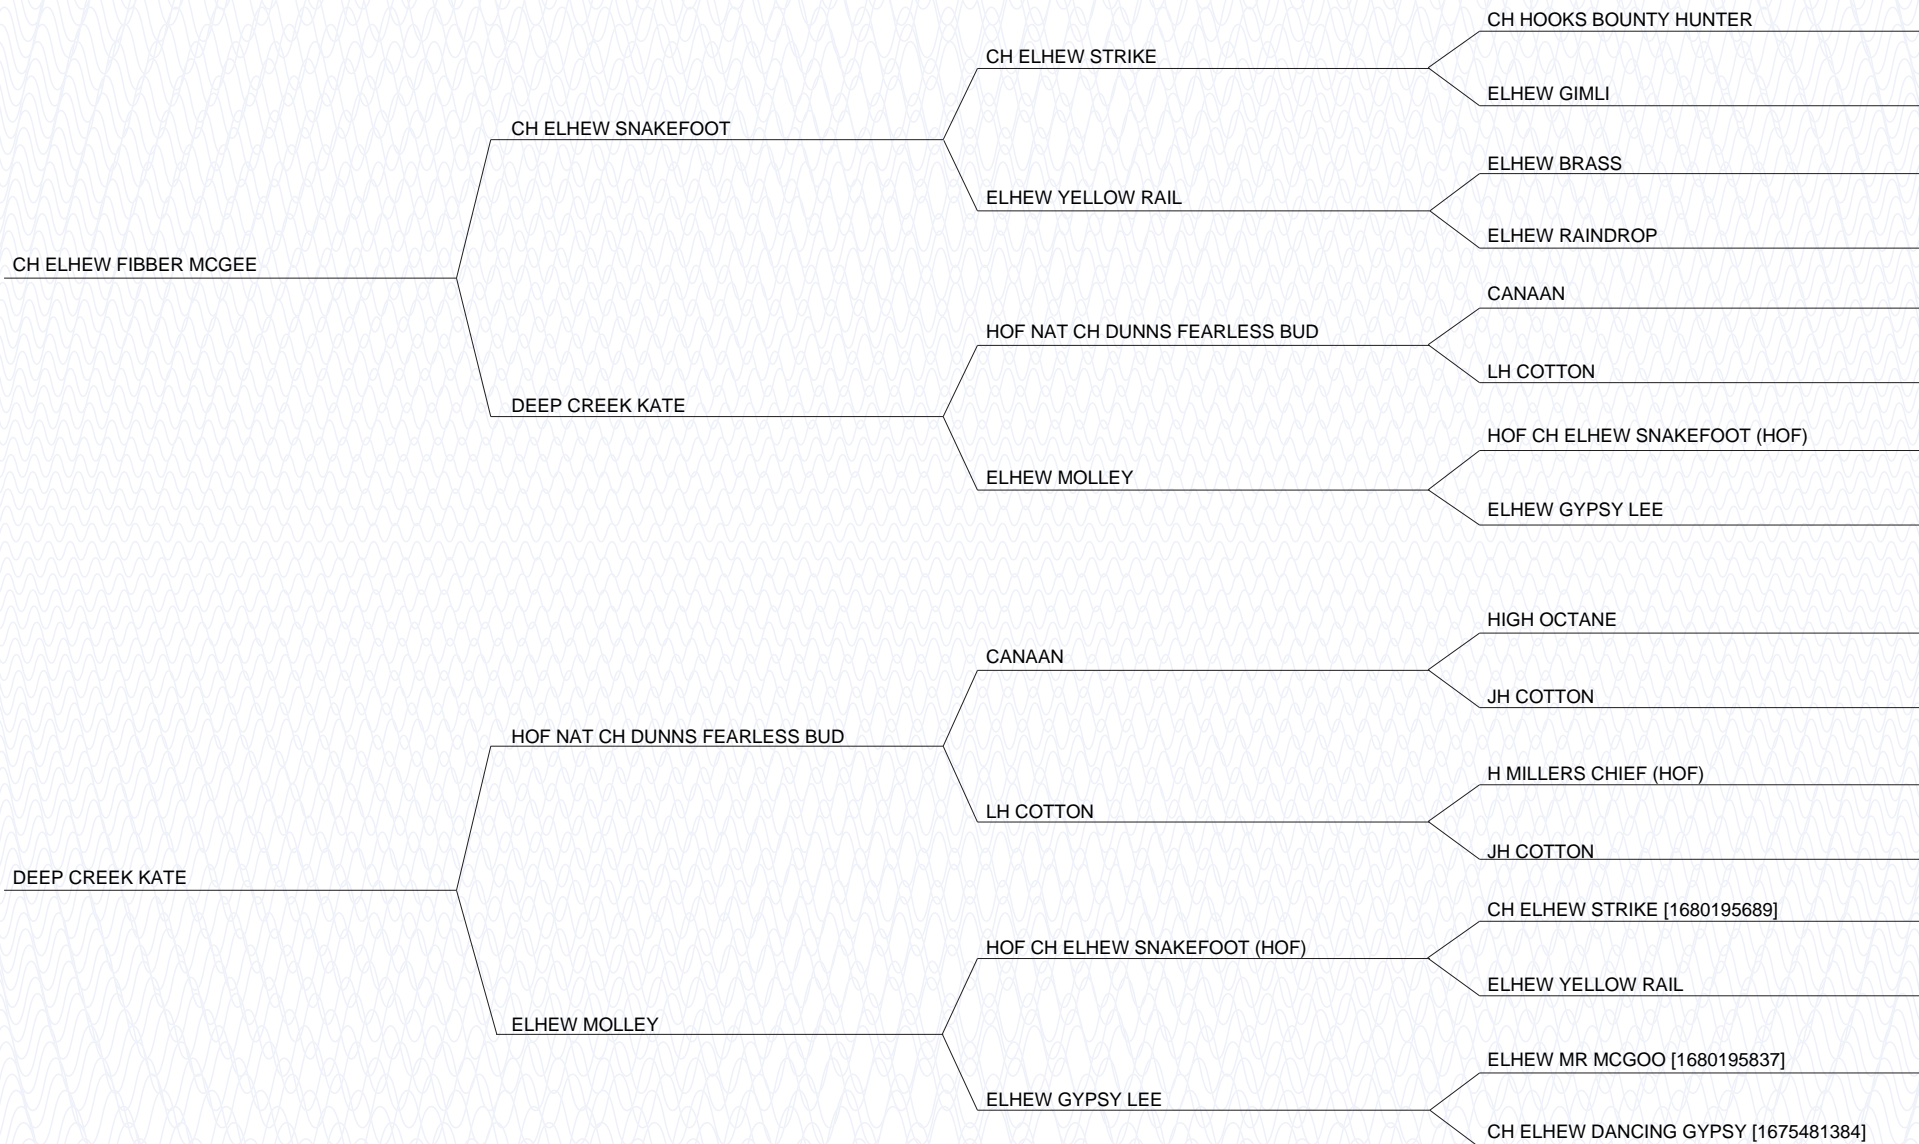 CH HOOKS BOUNTY HUNTER
CH ELHEW STRIKE
ELHEW GIMLI
CH ELHEW SNAKEFOOT
ELHEW BRASS
ELHEW YELLOW RAIL
ELHEW RAINDROP
CH ELHEW FIBBER MCGEE
CANAAN
HOF NAT CH DUNNS FEARLESS BUD
LH COTTON
DEEP CREEK KATE
HOF CH ELHEW SNAKEFOOT (HOF)
ELHEW MOLLEY
ELHEW GYPSY LEE
HIGH OCTANE
CANAAN
JH COTTON
HOF NAT CH DUNNS FEARLESS BUD
H MILLERS CHIEF (HOF)
LH COTTON
JH COTTON
DEEP CREEK KATE
CH ELHEW STRIKE [1680195689]
HOF CH ELHEW SNAKEFOOT (HOF)
ELHEW YELLOW RAIL
ELHEW MOLLEY
ELHEW MR MCGOO [1680195837]
ELHEW GYPSY LEE
CH ELHEW DANCING GYPSY [1675481384]